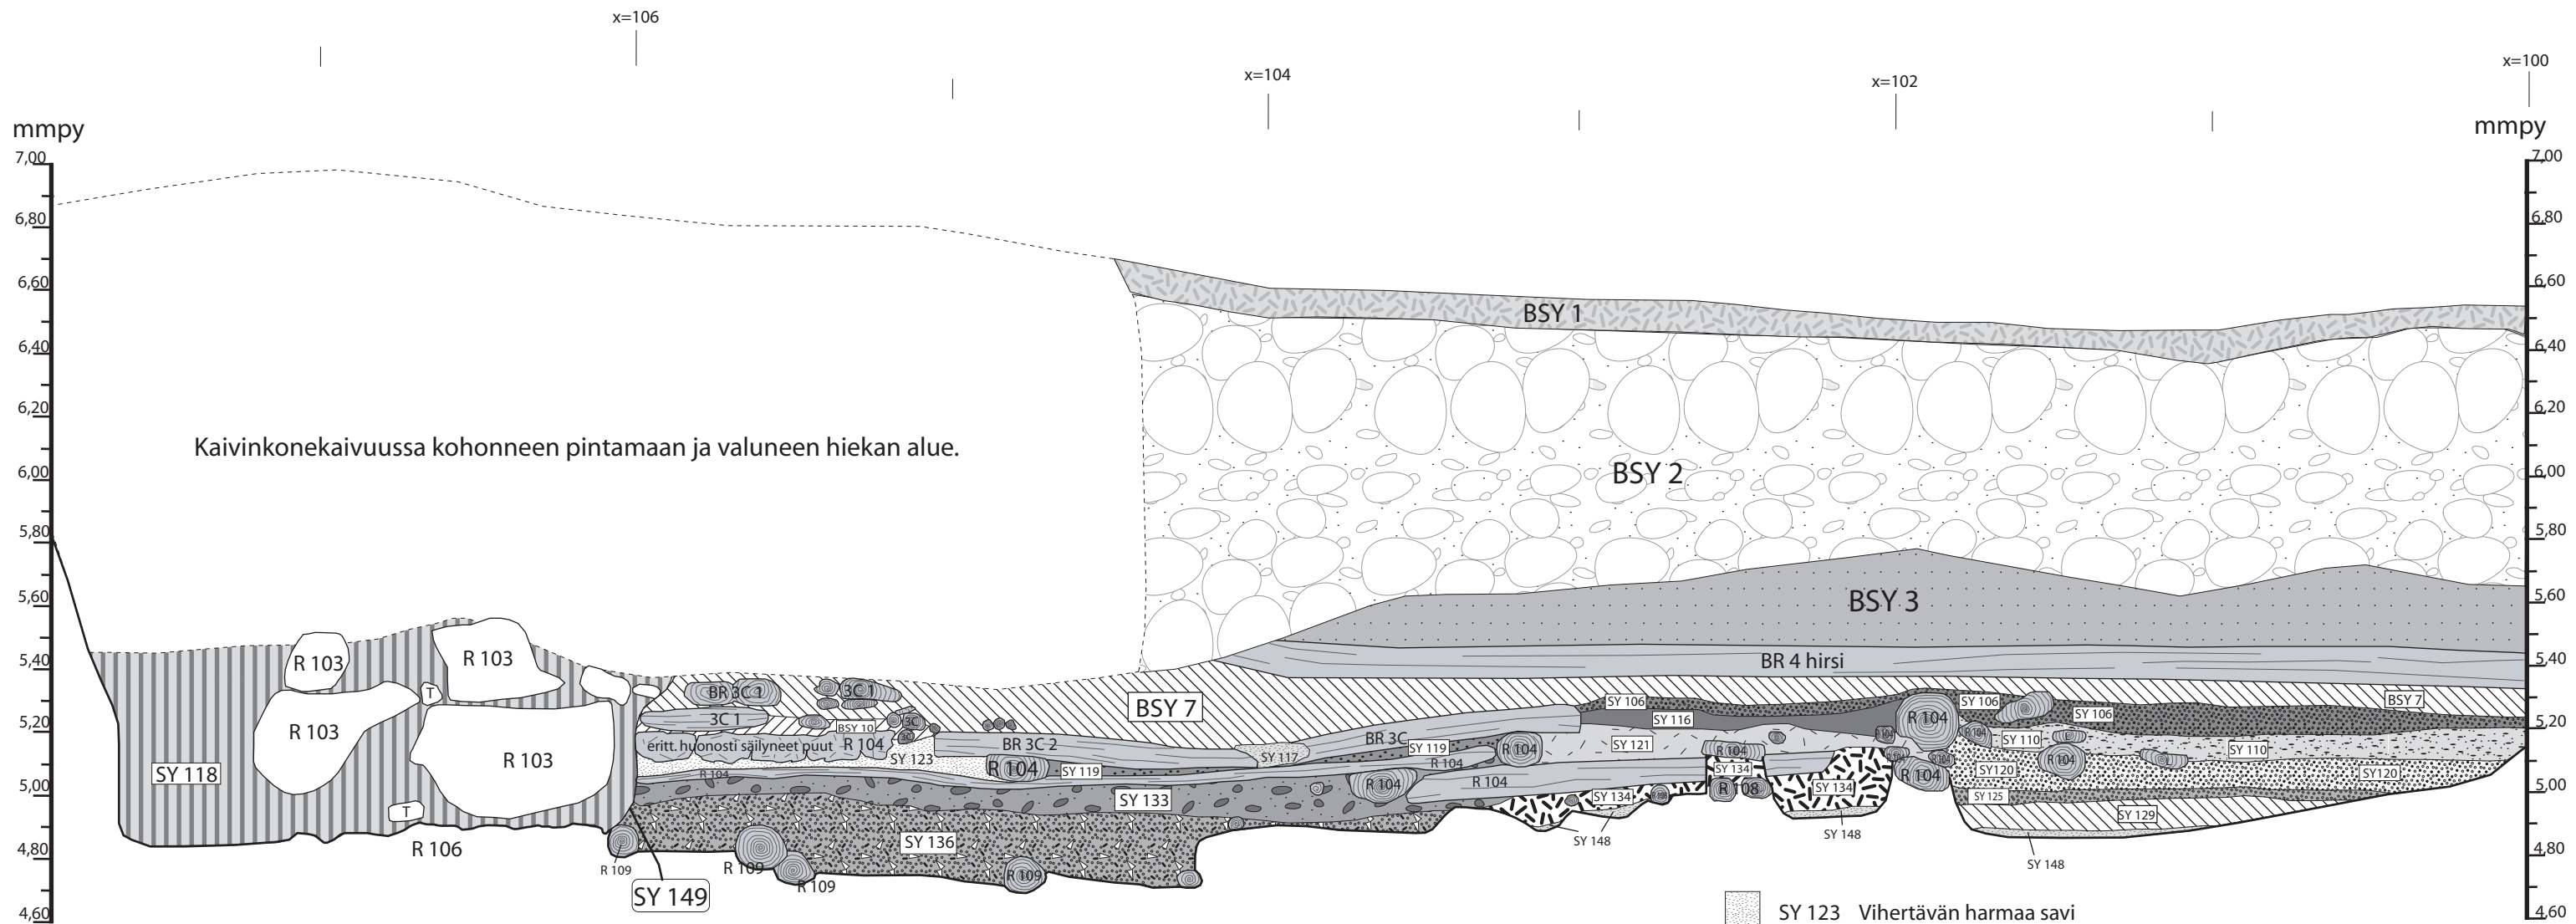 x=106
x=104
x=102
x=100
mmpy
mmpy
7,00
7,00
6,80
6,80
6,60
6,60
BSY 1
6,40
6,40
6,20
6,20
Kaivinkonekaivuussa kohonneen pintamaan ja valuneen hiekan alue.
BSY 2
6,00
6,00
5,80
5,80
5,60
5,60
BSY 3
5,40
5,40
BR 4 hirsi
R 103
R 103
T
BR 3C 1
3C 1
BSY 7
BSY 7
SY 106
SY 106
SY 106
5,20
5,20
3C 1
BSY 10
3C
3C
SY 116
R 104
R 104
R 104
R 103
eritt. huonosti säilyneet puut
R 104
BR 3C 2
BR 3C
SY 119
R 104
SY 121
R 104
SY 110
L
SY 110
R 103
SY 118
R 104
SY 123
R 104
SY 119
SY 117
R 104
SY 134
R 104
R 104
SY120
R 104
SY120
5,00
5,00
T
SY 133
R 104
R 104
SY 134
R 108
SY 134
SY 125
SY 129
SY 136
R 106
4,80
4,80
R 109
R 109
R 109
R 109
SY 148
SY 148
SY 148
SY 149
4,60
4,60
SY 123 Vihertävän harmaa savi